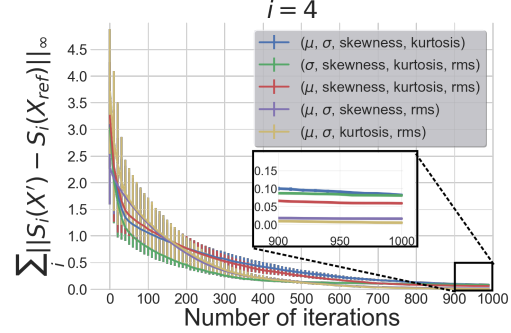 i = 4
∑_i ||S_i(X') − S_i(X_ref)||_∞
4.5
4.0
3.5
3.0
2.5
2.0
1.5
1.0
0.5
0.0
(μ, σ, skewness, kurtosis)
(σ, skewness, kurtosis, rms)
(μ, skewness, kurtosis, rms)
(μ, σ, skewness, rms)
(μ, σ, kurtosis, rms)
0.15
0.10
0.05
0.00
900 950 1000
0 100 200 300 400 500 600 700 800 900 1000
Number of iterations